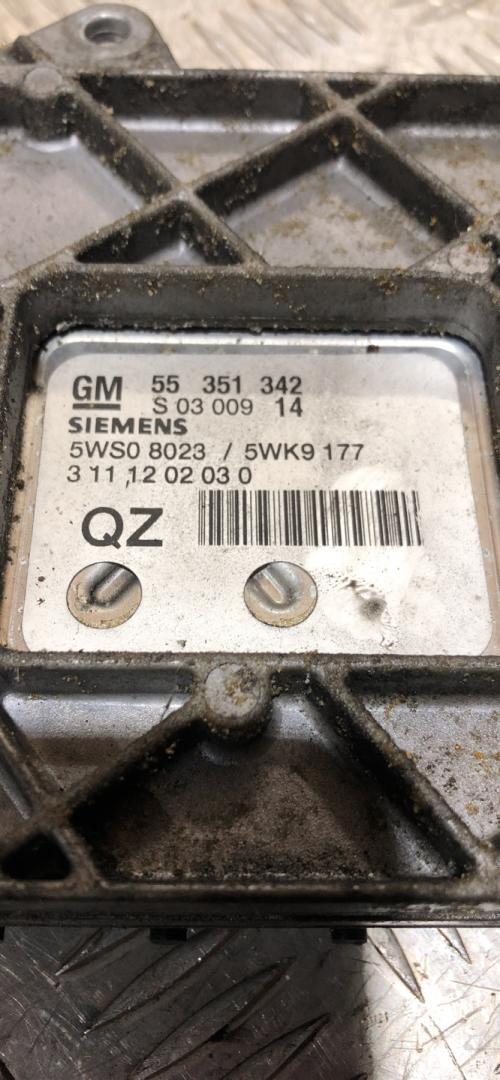 GM 55 351 342
S 03 009 14
SIEMENS
5WS0 8023 / 5WK9 177
3 11 12 02 03 0
QZ